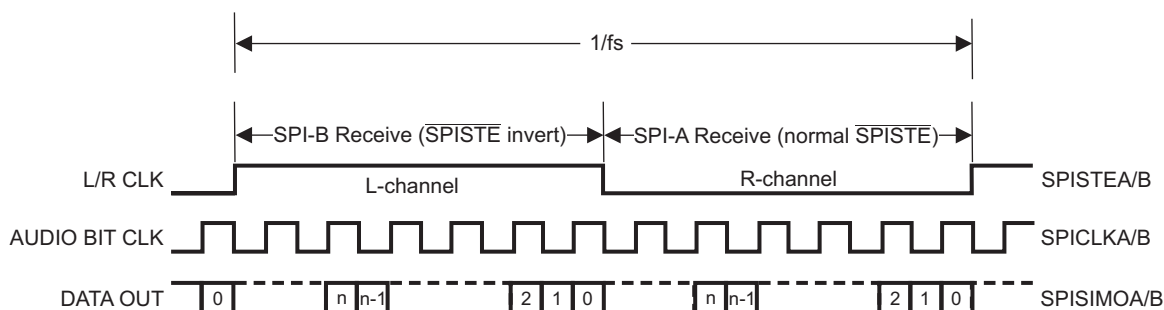 1/fs
SPI-B Receive (SPISTE invert) SPI-A Receive (normal SPISTE)
L/R CLK L-channel R-channel SPISTEA/B
AUDIO BIT CLK SPICLKA/B
DATA OUT 0 n n-1 2 1 0 n n-1 2 1 0 SPISIMOA/B